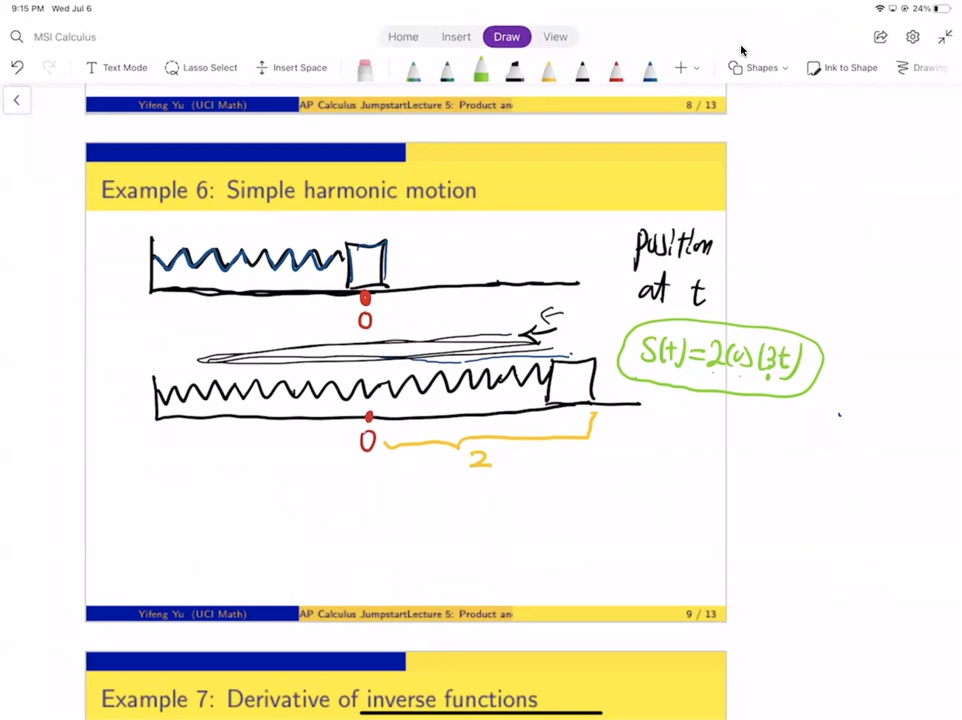 9:15 PM Wed Jul 6
24%
MSI Calculus
Home Insert Draw View
Text Mode Lasso Select Insert Space Shapes Ink to Shape Drawing
Yifeng Yu (UCI Math) AP Calculus JumpstartLecture 5: Product an 8 / 13
Example 6: Simple harmonic motion
position
at t
0
F
S(t)=2cos(3t)
0
2
Yifeng Yu (UCI Math) AP Calculus JumpstartLecture 5: Product an 9 / 13
Example 7: Derivative of inverse functions